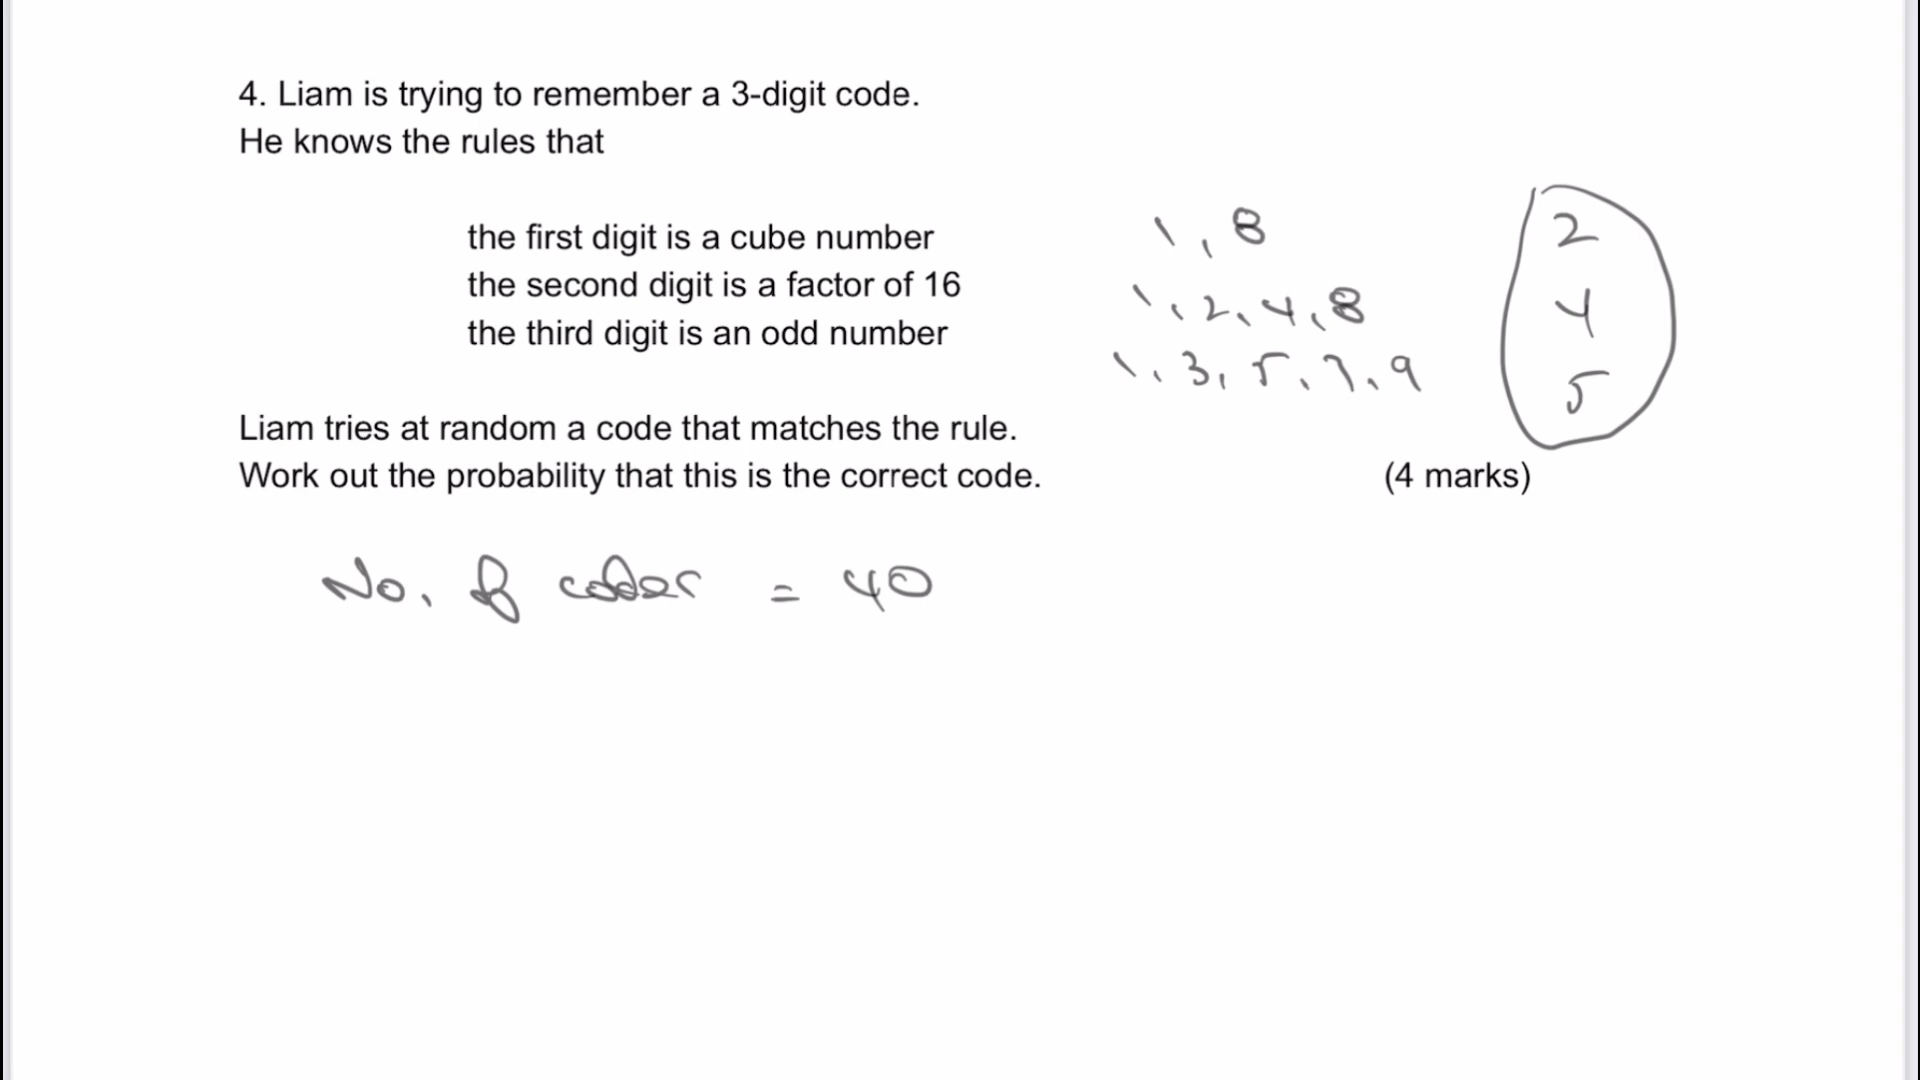 4. Liam is trying to remember a 3-digit code.
He knows the rules that
the first digit is a cube number
1, 8
2
the second digit is a factor of 16
1, 2, 4, 8
4
the third digit is an odd number
1, 3, 5, 7, 9
5
Liam tries at random a code that matches the rule.
Work out the probability that this is the correct code.
(4 marks)
No. of codes = 40